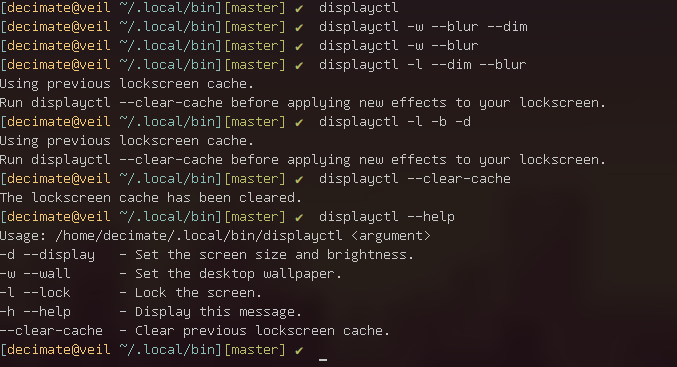 [decimate@veil ~/.local/bin][master] ✔  displayctl
[decimate@veil ~/.local/bin][master] ✔  displayctl -w --blur --dim
[decimate@veil ~/.local/bin][master] ✔  displayctl -w --blur
[decimate@veil ~/.local/bin][master] ✔  displayctl -l --dim --blur
Using previous lockscreen cache.
Run displayctl --clear-cache before applying new effects to your lockscreen.
[decimate@veil ~/.local/bin][master] ✔  displayctl -l -b -d
Using previous lockscreen cache.
Run displayctl --clear-cache before applying new effects to your lockscreen.
[decimate@veil ~/.local/bin][master] ✔  displayctl --clear-cache
The lockscreen cache has been cleared.
[decimate@veil ~/.local/bin][master] ✔  displayctl --help
Usage: /home/decimate/.local/bin/displayctl <argument>
-d --display   - Set the screen size and brightness.
-w --wall      - Set the desktop wallpaper.
-l --lock      - Lock the screen.
-h --help      - Display this message.
--clear-cache  - Clear previous lockscreen cache.
[decimate@veil ~/.local/bin][master] ✔  _